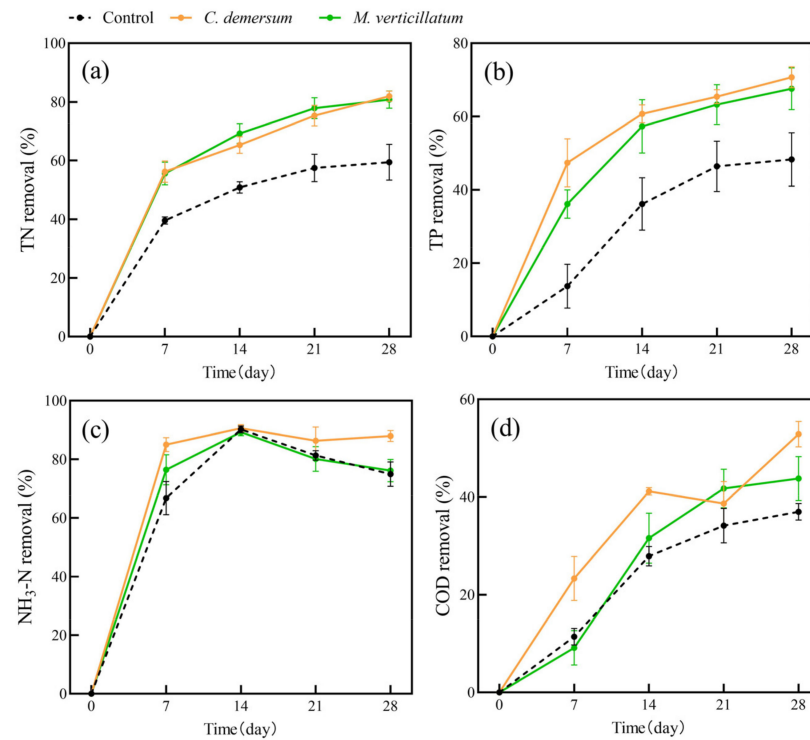 Control C. demersum M. verticillatum
(a)
TN removal (%)
100
80
60
40
20
0
0 7 14 21 28
Time(day)
(b)
TP removal (%)
80
60
40
20
0
0 7 14 21 28
Time(day)
(c)
NH₃-N removal (%)
100
80
60
40
20
0
0 7 14 21 28
Time(day)
(d)
COD removal (%)
60
40
20
0
0 7 14 21 28
Time(day)